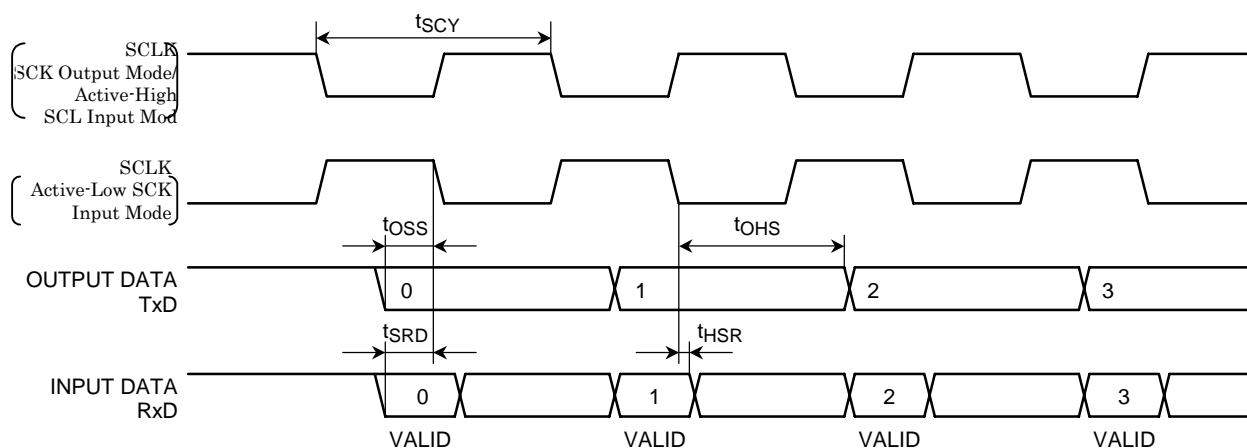 tSCY
SCLK
SCK Output Mode/
Active-High
SCL Input Mod
SCLK
Active-Low SCK
Input Mode
tOSS
tOHS
OUTPUT DATA
TxD
0
1
2
3
tSRD
tHSR
INPUT DATA
RxD
0
1
2
3
VALID
VALID
VALID
VALID